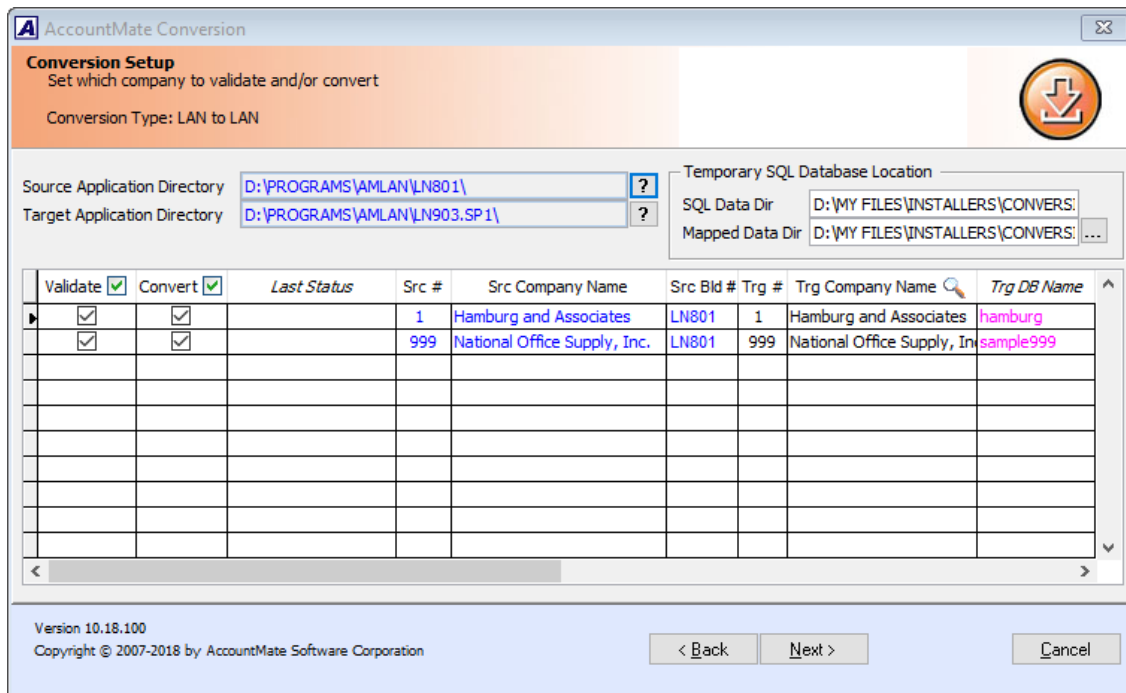 AccountMate Conversion
Conversion Setup
Set which company to validate and/or convert
Conversion Type: LAN to LAN
Source Application Directory D:\PROGRAMS\AMLAN\LN801\ ?
Target Application Directory D:\PROGRAMS\AMLAN\LN903.SP1\ ?
Temporary SQL Database Location
SQL Data Dir D:\MY FILES\INSTALLERS\CONVERS
Mapped Data Dir D:\MY FILES\INSTALLERS\CONVERS ...
Validate Convert Last Status Src # Src Company Name Src Bld # Trg # Trg Company Name Trg DB Name
1 Hamburg and Associates LN801 1 Hamburg and Associates hamburg
999 National Office Supply, Inc. LN801 999 National Office Supply, In sample999
Version 10.18.100
Copyright © 2007-2018 by AccountMate Software Corporation
< Back Next > Cancel